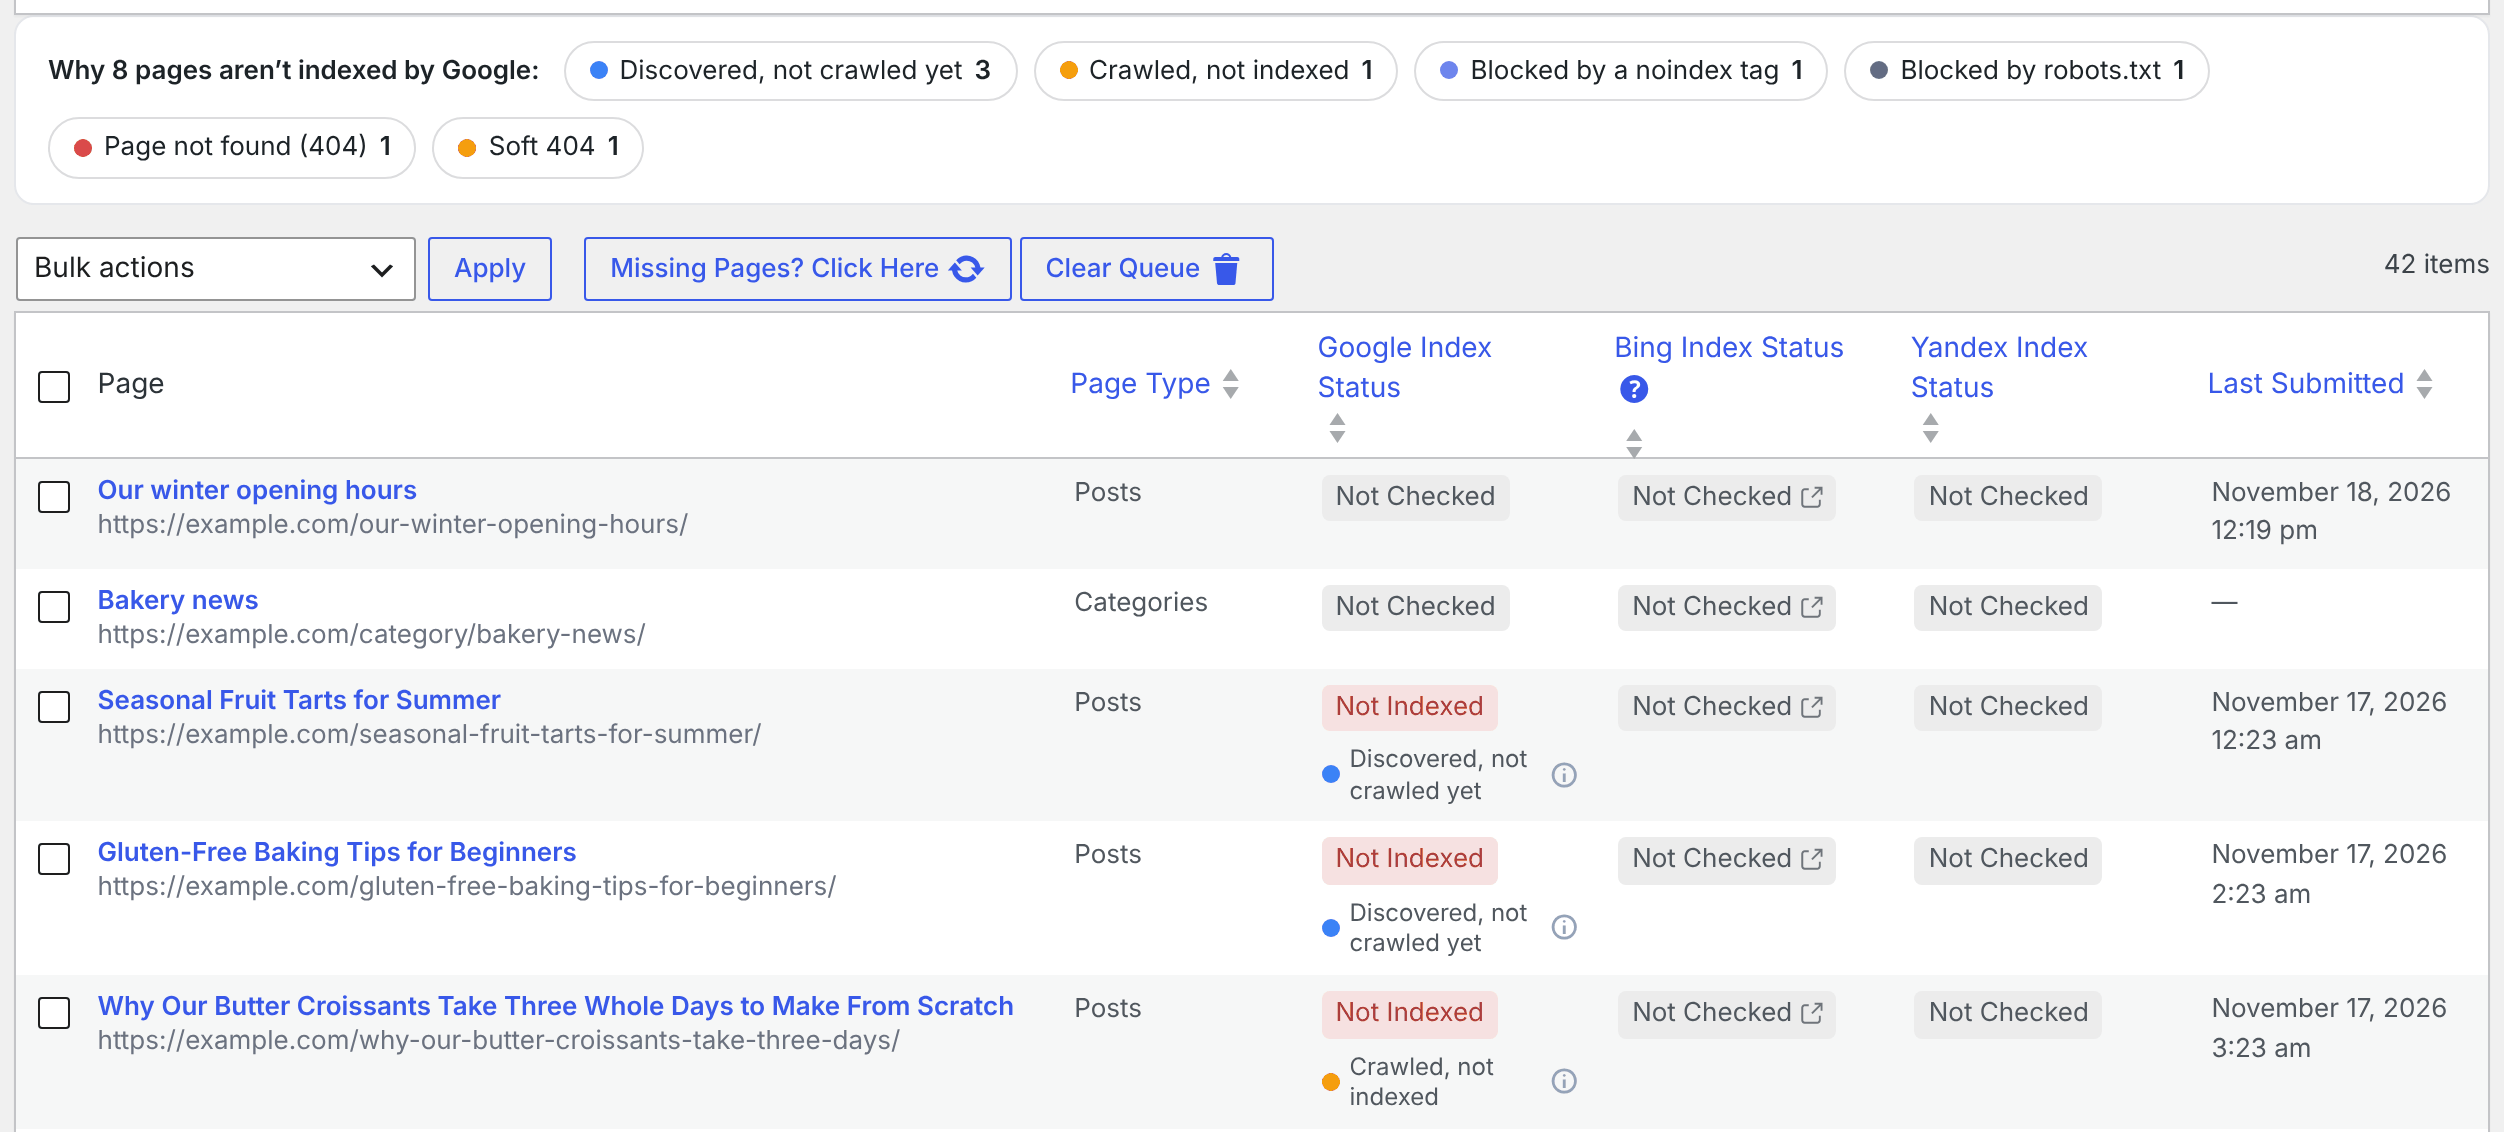 Why 8 pages aren’t indexed by Google:
Discovered, not crawled yet 3
Crawled, not indexed 1
Blocked by a noindex tag 1
Blocked by robots.txt 1
Page not found (404) 1
Soft 404 1
Bulk actions
Apply
Missing Pages? Click Here
Clear Queue
42 items
Page
Page Type
Google Index
Status
Bing Index Status
?
Yandex Index
Status
Last Submitted
Our winter opening hours
https://example.com/our-winter-opening-hours/
Posts
Not Checked
Not Checked
Not Checked
November 18, 2026
12:19 pm
Bakery news
https://example.com/category/bakery-news/
Categories
Not Checked
Not Checked
Not Checked
—
Seasonal Fruit Tarts for Summer
https://example.com/seasonal-fruit-tarts-for-summer/
Posts
Not Indexed
Discovered, not
crawled yet
Not Checked
Not Checked
November 17, 2026
12:23 am
Gluten-Free Baking Tips for Beginners
https://example.com/gluten-free-baking-tips-for-beginners/
Posts
Not Indexed
Discovered, not
crawled yet
Not Checked
Not Checked
November 17, 2026
2:23 am
Why Our Butter Croissants Take Three Whole Days to Make From Scratch
https://example.com/why-our-butter-croissants-take-three-days/
Posts
Not Indexed
Crawled, not
indexed
Not Checked
Not Checked
November 17, 2026
3:23 am